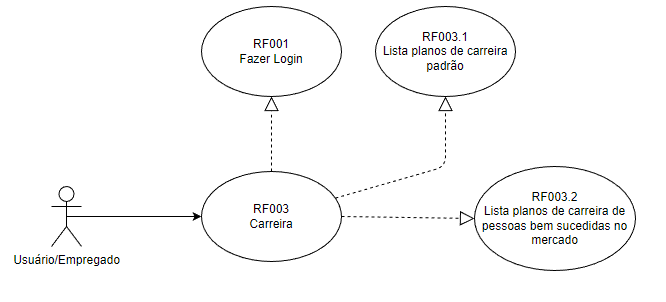 RF001
Fazer Login
RF003.1
Lista planos de carreira
padrão
RF003
Carreira
RF003.2
Lista planos de carreira de
pessoas bem sucedidas no
mercado
Usuário/Empregado